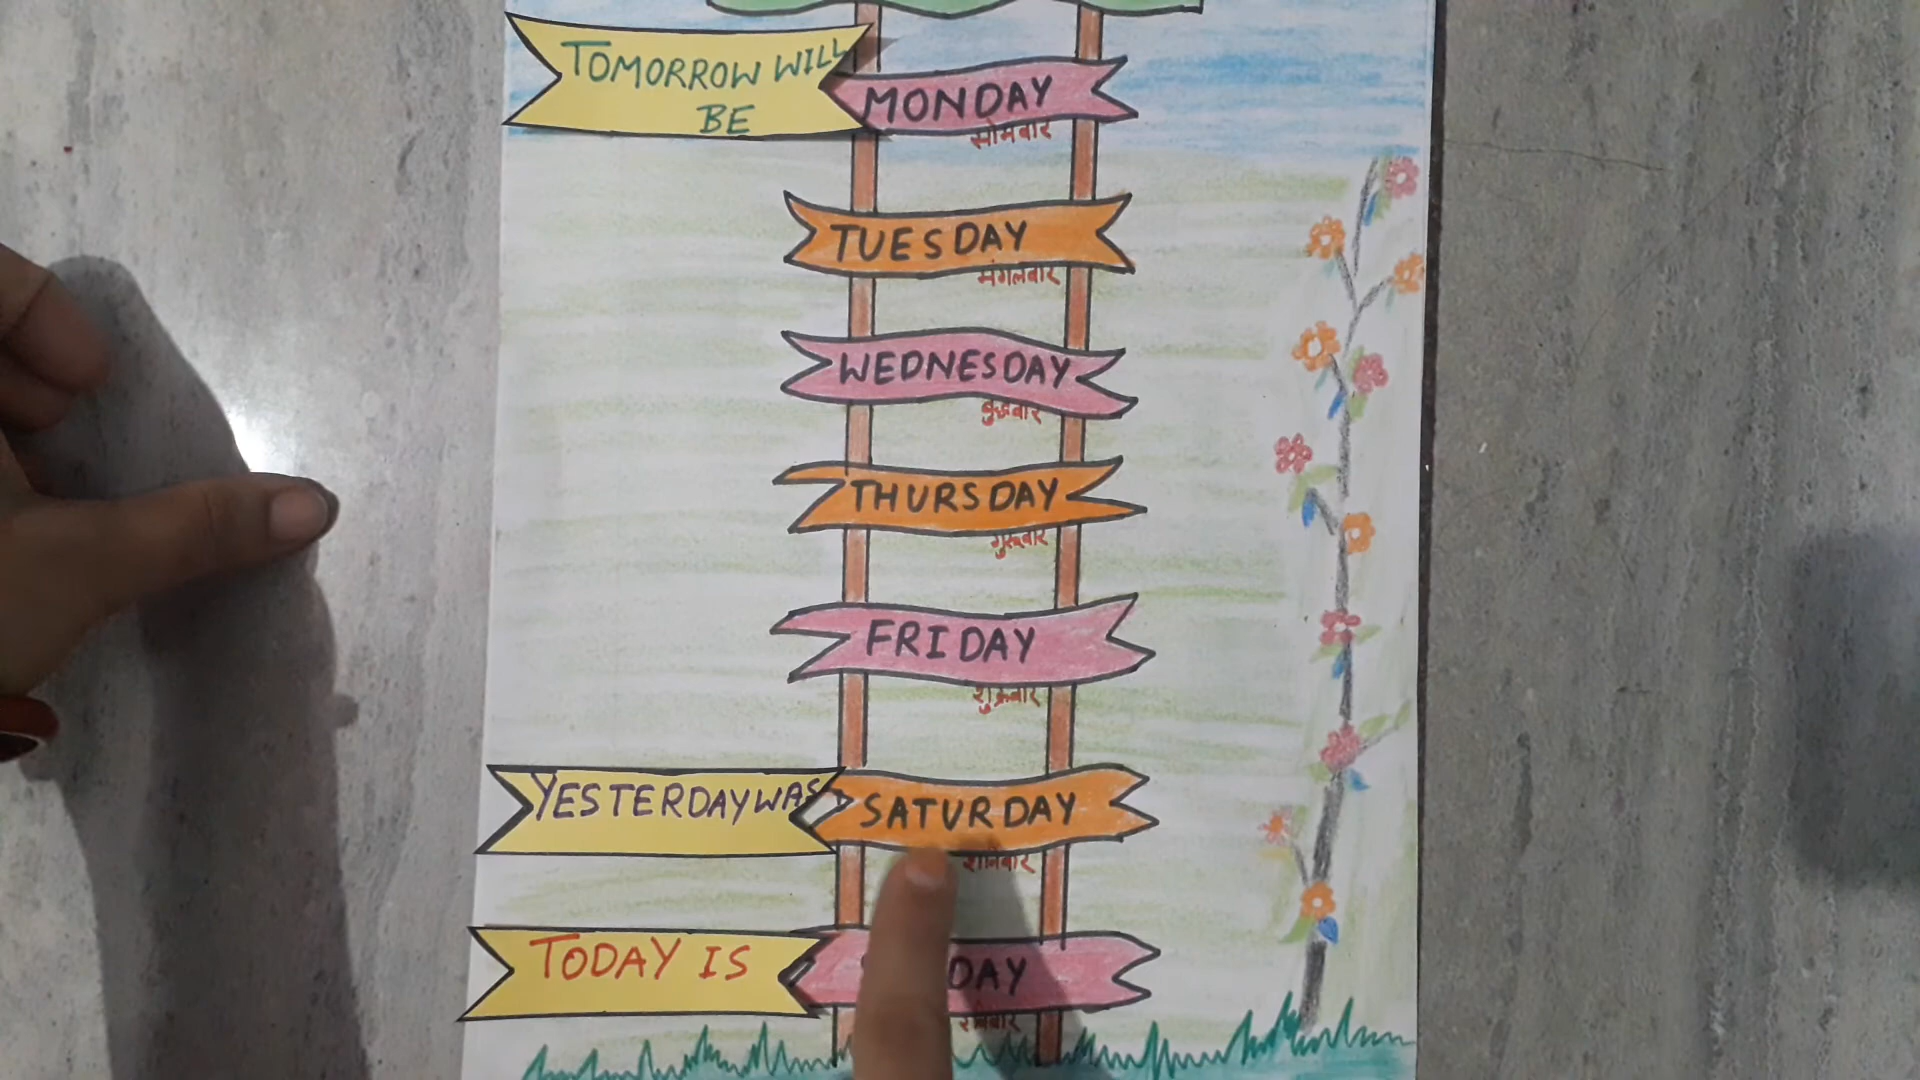 TOMORROW WILL
BE
MONDAY
सोमवार
TUESDAY
मंगलवार
WEDNESDAY
बुधवार
THURSDAY
गुरूवार
FRIDAY
शुक्रवार
YESTERDAY WAS
SATURDAY
शनिवार
TODAY IS
DAY
रविवार